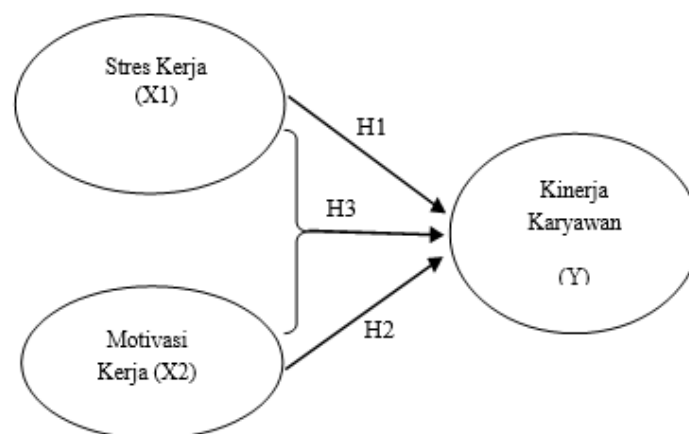 Stres Kerja
(X1)
H1
H3
Kinerja
Karyawan
(Y)
Motivasi
Kerja (X2)
H2